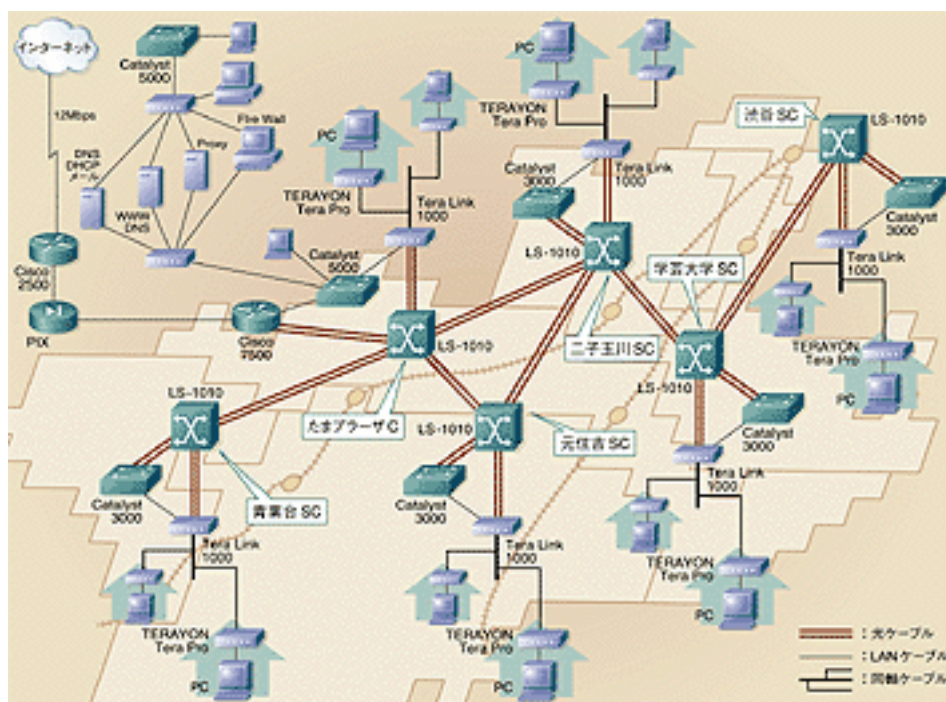 インターネット
12Mbps
Catalyst
5000
Fire Wall
Proxy
DNS
DHCP
メール
WWW
DNS
Cisco
2500
PIX
Cisco
7500
Catalyst
5000
PC
TERAYON
Tera Pro
Tera Link
1000
LS-1010
たまプラーザ C
PC
TERAYON
Tera Pro
Catalyst
3000
Tera Link
1000
LS-1010
二子玉川 SC
渋谷 SC
LS-1010
Catalyst
3000
Tera Link
1000
TERAYON
Tera Pro
PC
学芸大学 SC
LS-1010
Catalyst
3000
Tera Link
1000
TERAYON
Tera Pro
PC
LS-1010
Catalyst
3000
青葉台 SC
Tera Link
1000
TERAYON
Tera Pro
PC
LS-1010
元住吉 SC
Catalyst
3000
Tera Link
1000
TERAYON
Tera Pro
PC
：光ケーブル
：LANケーブル
：同軸ケーブル